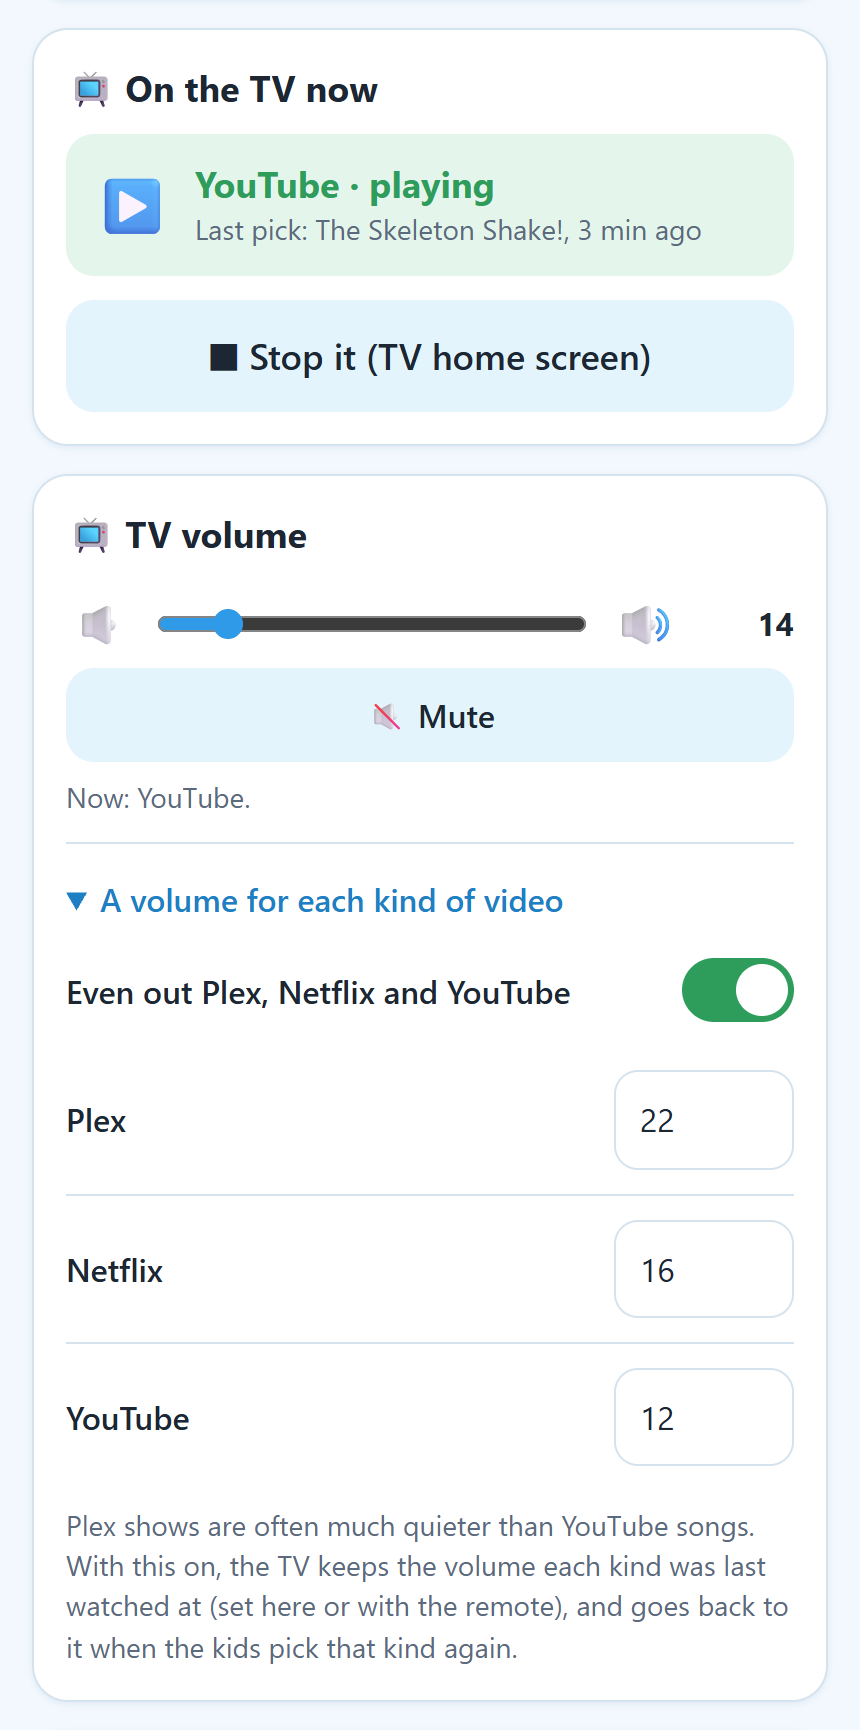 On the TV now
YouTube · playing
Last pick: The Skeleton Shake!, 3 min ago
Stop it (TV home screen)
TV volume
14
Mute
Now: YouTube.
A volume for each kind of video
Even out Plex, Netflix and YouTube
Plex
22
Netflix
16
YouTube
12
Plex shows are often much quieter than YouTube songs.
With this on, the TV keeps the volume each kind was last
watched at (set here or with the remote), and goes back to
it when the kids pick that kind again.